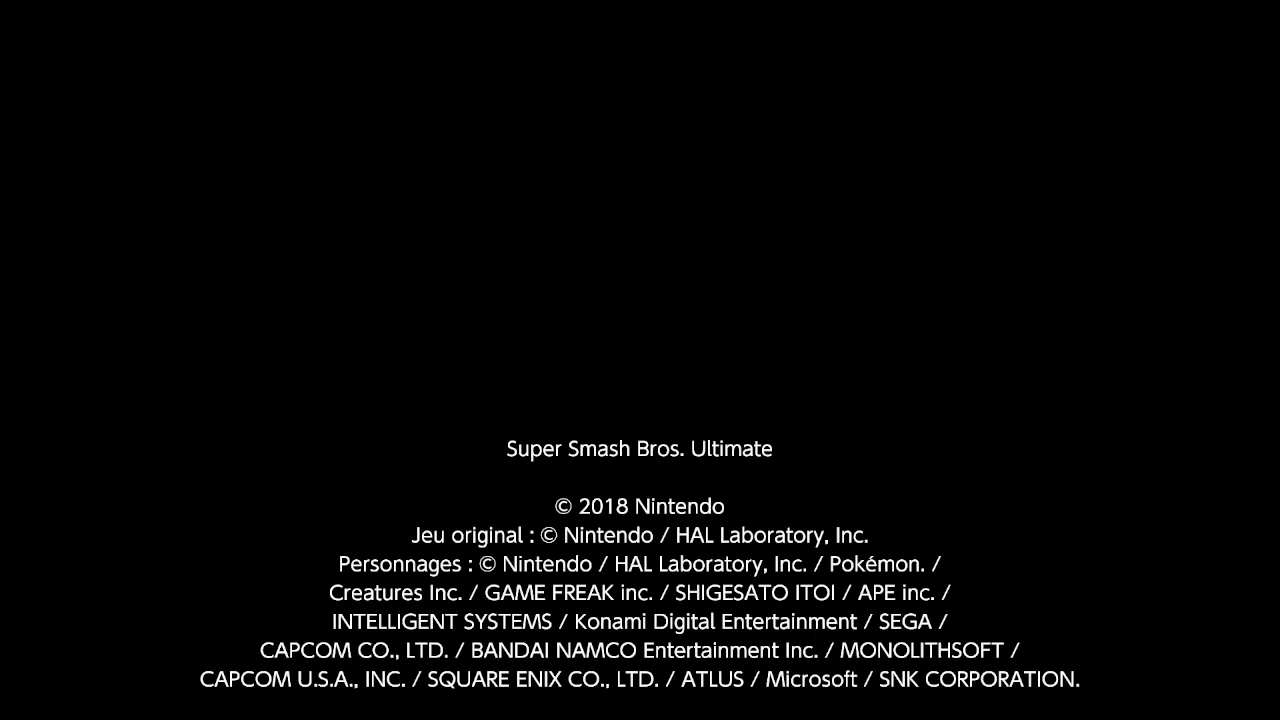 Super Smash Bros. Ultimate
© 2018 Nintendo
Jeu original : © Nintendo / HAL Laboratory, Inc.
Personnages : © Nintendo / HAL Laboratory, Inc. / Pokémon. /
Creatures Inc. / GAME FREAK inc. / SHIGESATO ITOI / APE inc. /
INTELLIGENT SYSTEMS / Konami Digital Entertainment / SEGA /
CAPCOM CO., LTD. / BANDAI NAMCO Entertainment Inc. / MONOLITHSOFT /
CAPCOM U.S.A., INC. / SQUARE ENIX CO., LTD. / ATLUS / Microsoft / SNK CORPORATION.